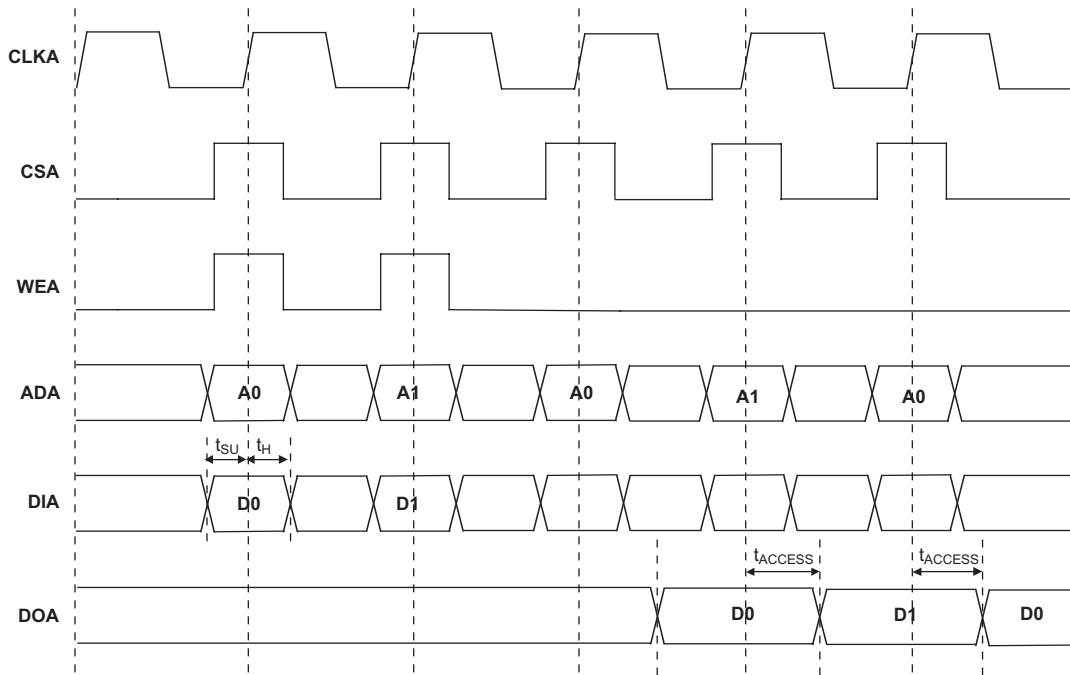 CLKA
CSA
WEA
ADA A0 A1 A0 A1 A0
tSU tH
DIA D0 D1
tACCESS tACCESS
DOA D0 D1 D0